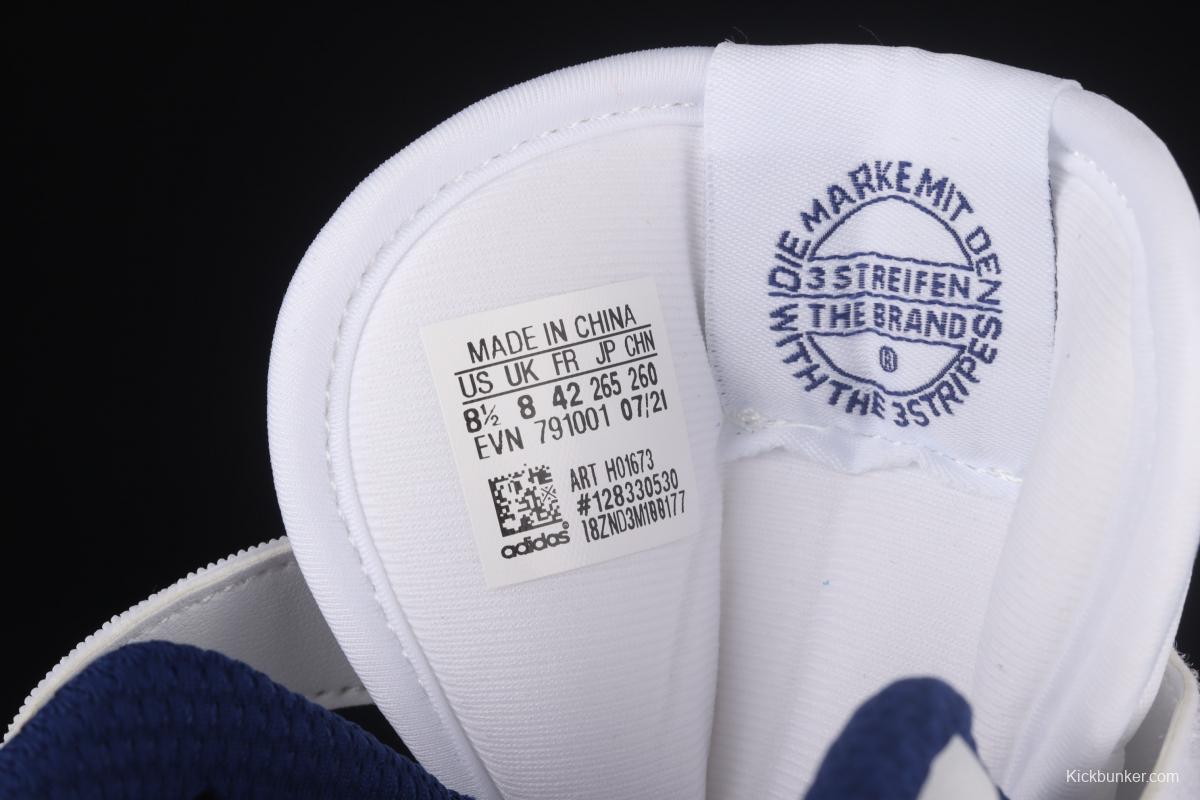 MADE IN CHINA
US UK FR JP CHN
8½ 8 42 265 260
EVN 791001 07/21
ART H01673
#128330530
18ZND3M100177
adidas®
DIE MARKE MIT DEN
3 STREIFEN
THE BRAND
®
WITH THE 3 STRIPES
Kickbunker.com